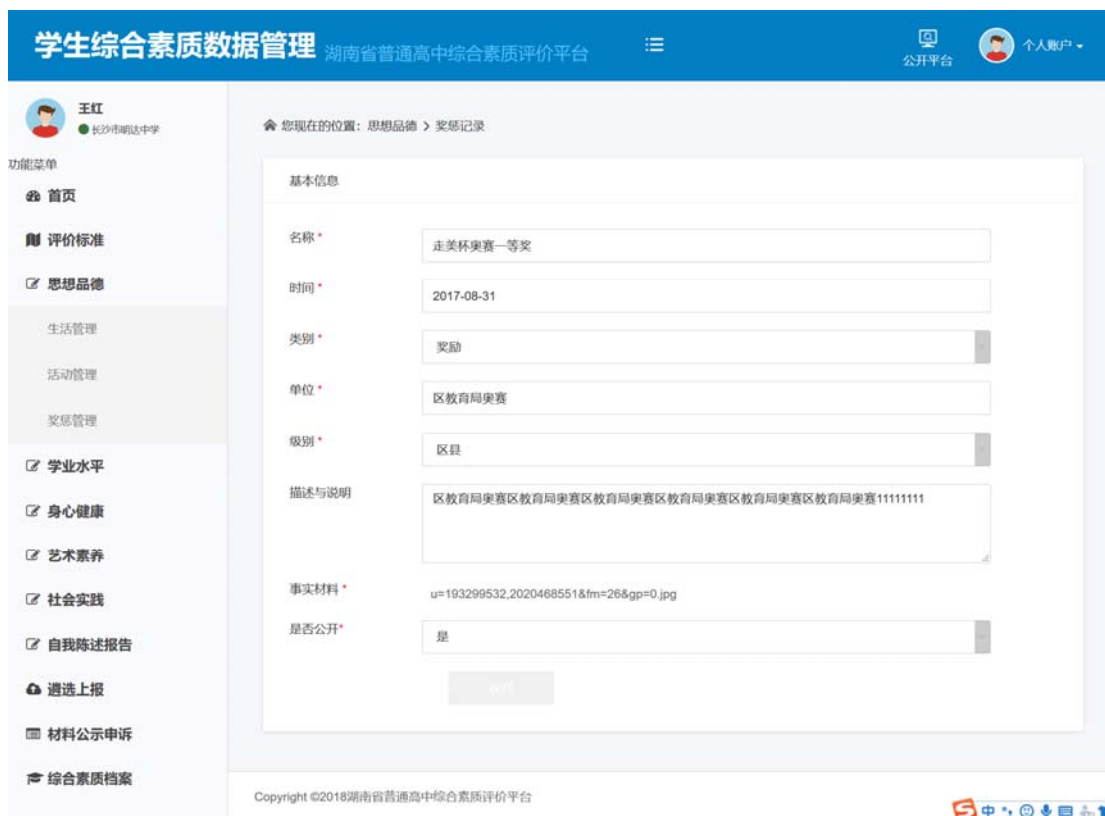 学生综合素质数据管理 湖南省普通高中综合素质评价平台
公开平台
个人账户
王红
长沙市明达中学
功能菜单
首页
评价标准
思想品德
生活管理
活动管理
奖惩管理
学业水平
身心健康
艺术素养
社会实践
自我陈述报告
遴选上报
材料公示申诉
综合素质档案
您现在的位置：思想品德 > 奖惩记录
基本信息
名称* 走美杯奥赛一等奖
时间* 2017-08-31
类别* 奖励
单位* 区教育局奥赛
级别* 区县
描述与说明 区教育局奥赛区教育局奥赛区教育局奥赛区教育局奥赛区教育局奥赛区教育局奥赛11111111
事实材料* u=193299532,2020468551&fm=26&gp=0.jpg
是否公开* 是
Copyright ©2018湖南省普通高中综合素质评价平台
中